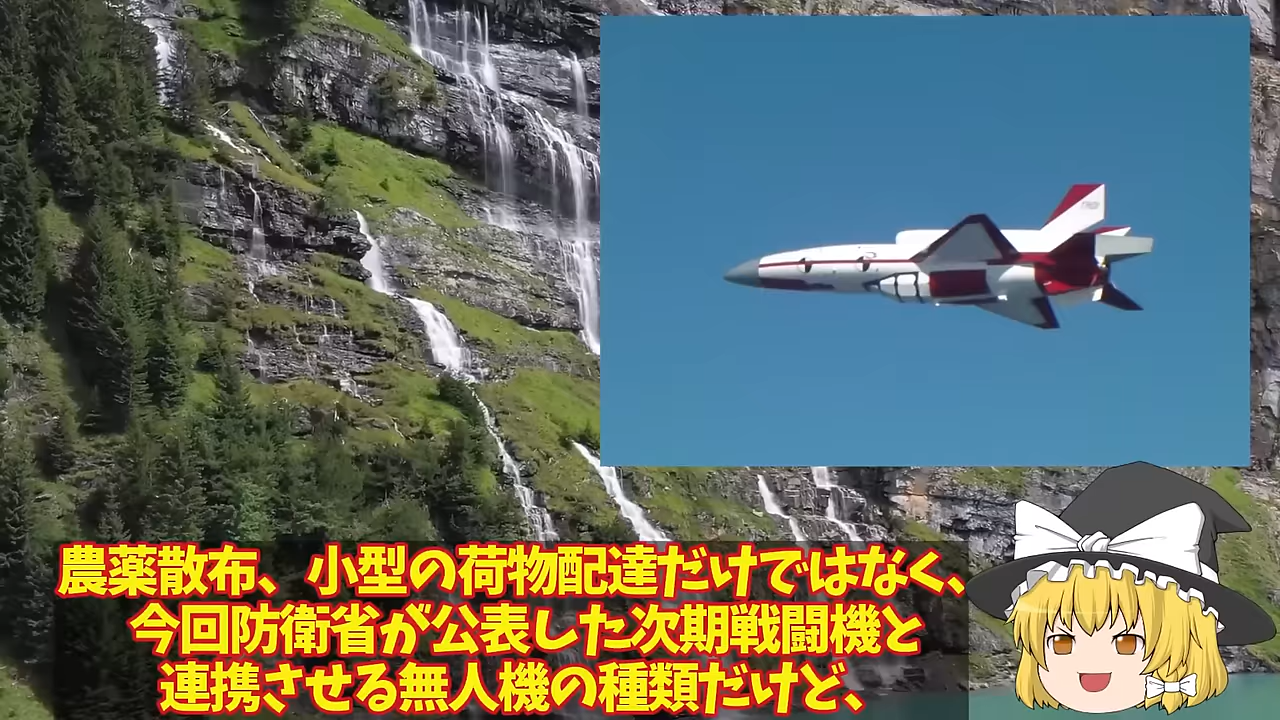 農薬散布、小型の荷物配達だけではなく、
今回防衛省が公表した次期戦闘機と
連携させる無人機の種類だけど、